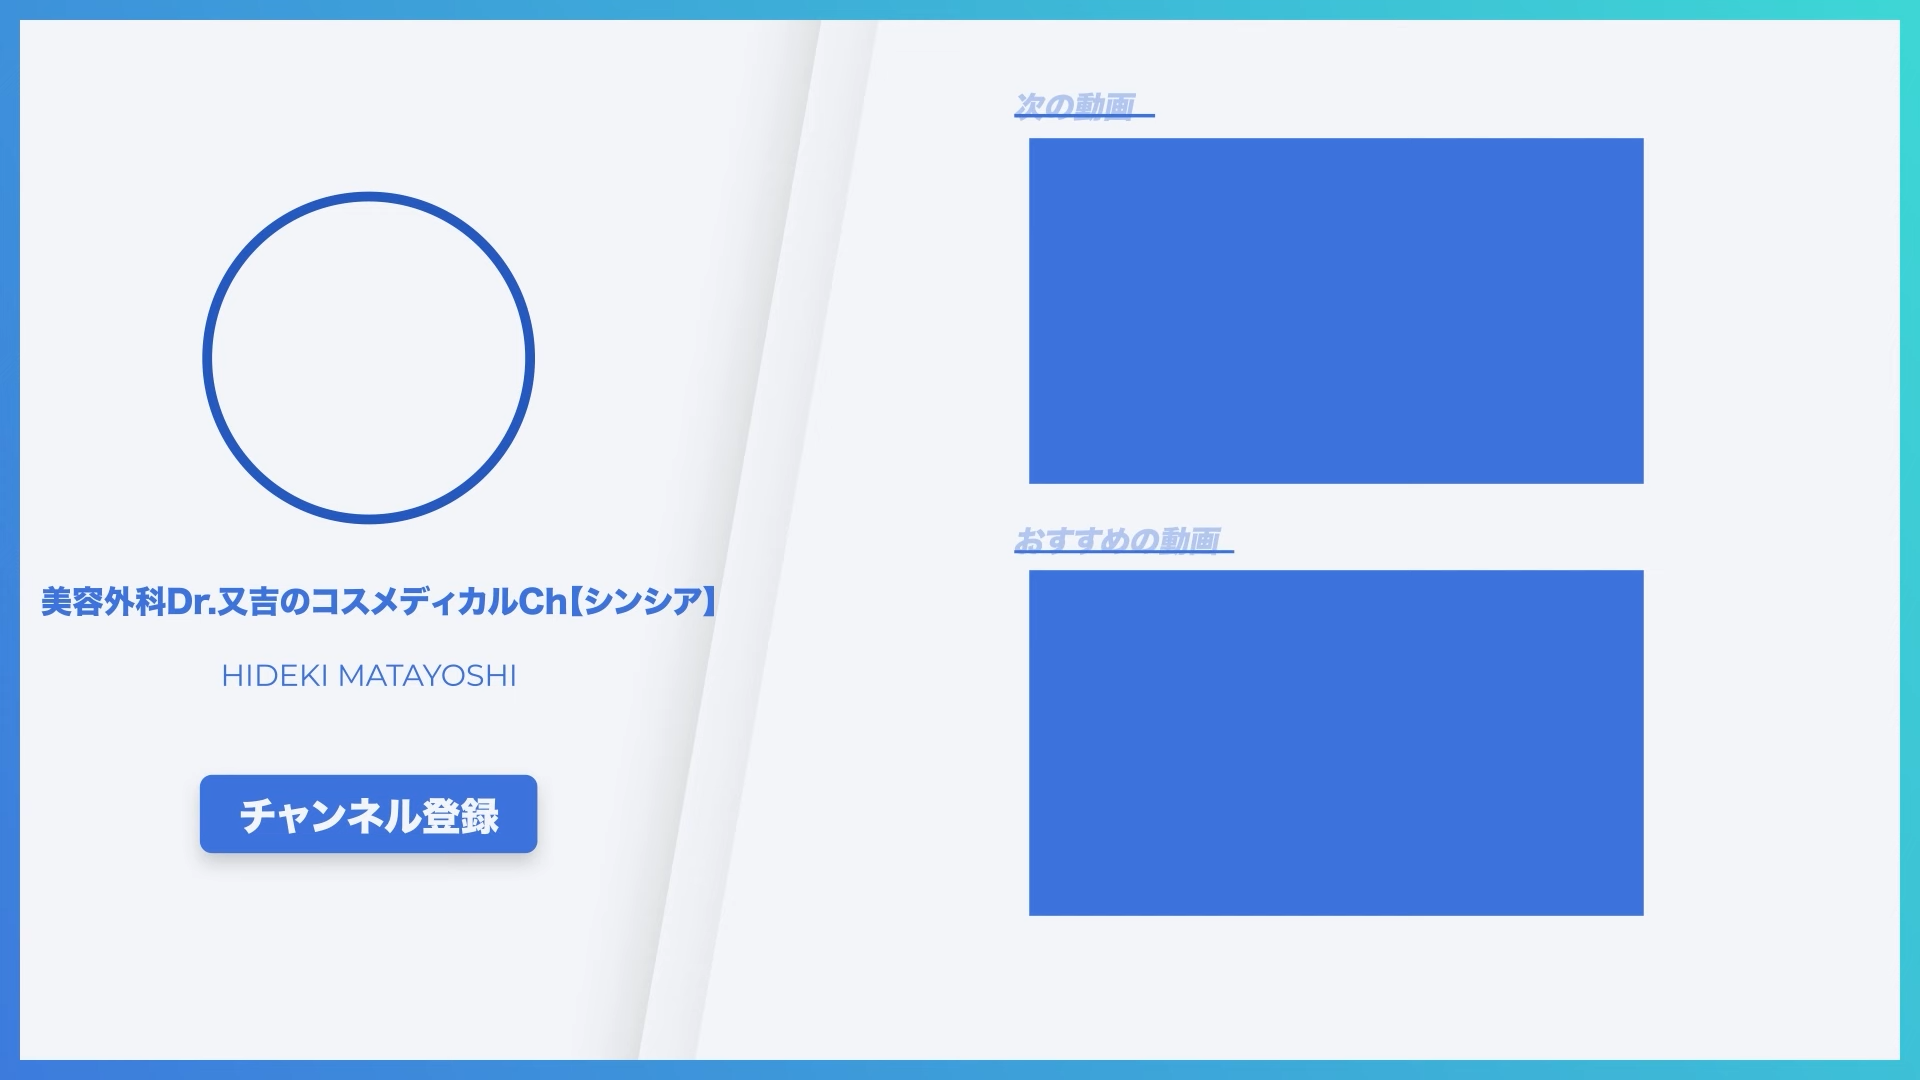 美容外科Dr.又吉のコスメディカルCh【シンシア】
HIDEKI MATAYOSHI
チャンネル登録
次の動画
おすすめの動画